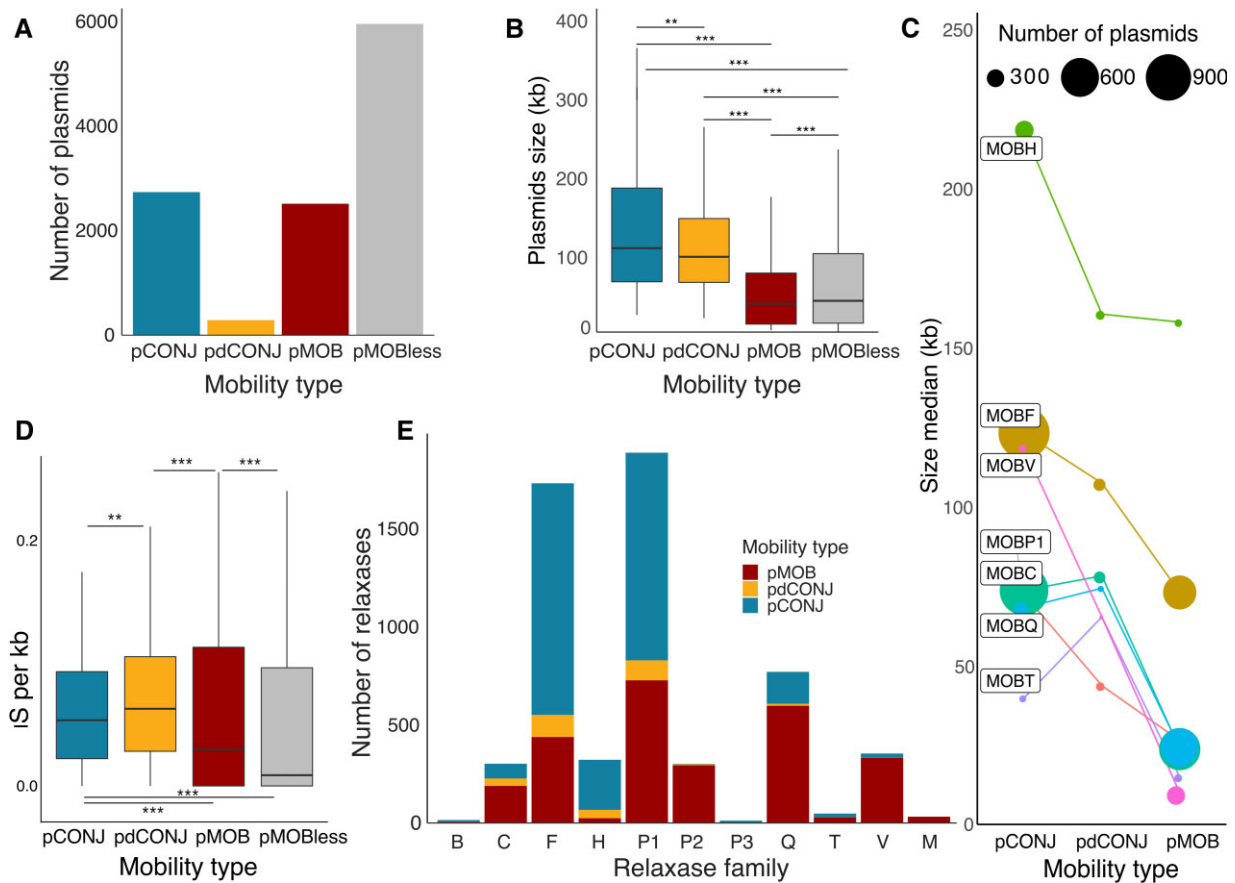 A
Number of plasmids
6000
4000
2000
0
pCONJ pdCONJ pMOB pMOBless
Mobility type
B
Plasmids size (kb)
400
300
200
100
0
**
***
***
***
***
***
pCONJ pdCONJ pMOB pMOBless
Mobility type
C
Number of plasmids
300 600 900
Size median (kb)
250
200
150
100
50
0
MOBH
MOBF
MOBV
MOBP1
MOBC
MOBQ
MOBT
pCONJ pdCONJ pMOB
Mobility type
D
IS per kb
0.2
0.0
*** ***
**
***
***
pCONJ pdCONJ pMOB pMOBless
Mobility type
E
Number of relaxases
1500
1000
500
0
Mobility type
pMOB
pdCONJ
pCONJ
B C F H P1 P2 P3 Q T V M
Relaxase family